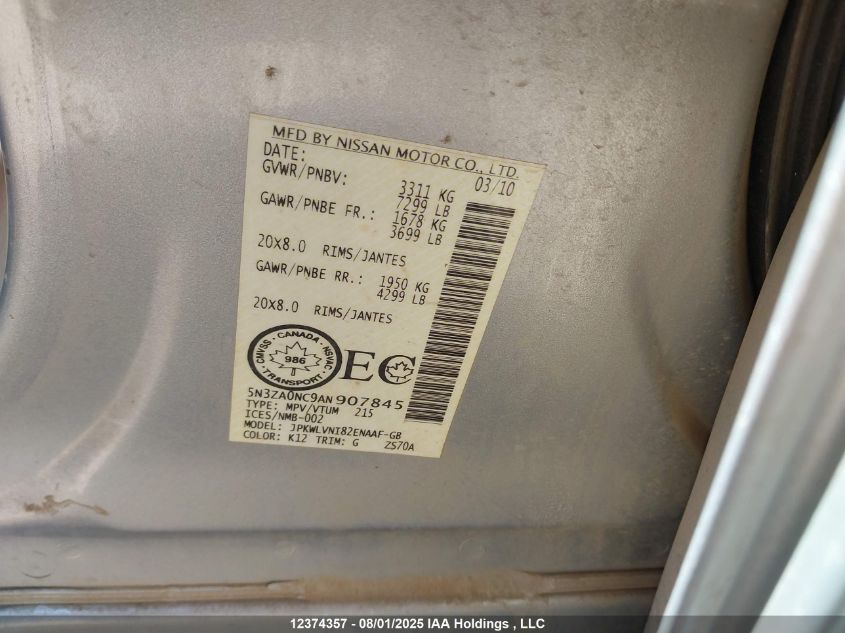 MFD BY NISSAN MOTOR CO., LTD.
DATE: 03/10
GVWR/PNBV: 3311 KG
7299 LB
GAWR/PNBE FR.: 1678 KG
3699 LB
20X8.0 RIMS/JANTES
GAWR/PNBE RR.: 1950 KG
4299 LB
20X8.0 RIMS/JANTES
CMVSS · CANADA · NSVAC
986
TRANSPORT
EC
5N3ZA0NC9AN907845
TYPE: MPV/VTUM 215
ICES/NMB-002
MODEL: JPKWLVNI82ENAAF-GB
COLOR: K12 TRIM: G ZS70A
12374357 - 08/01/2025 IAA Holdings , LLC